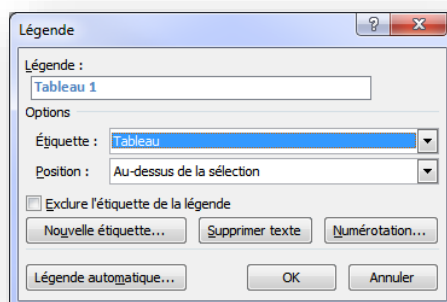 Légende
Légende :
Tableau 1
Options
Étiquette : Tableau
Position : Au-dessus de la sélection
Exclure l'étiquette de la légende
Nouvelle étiquette... Supprimer texte Numérotation...
Légende automatique... OK Annuler